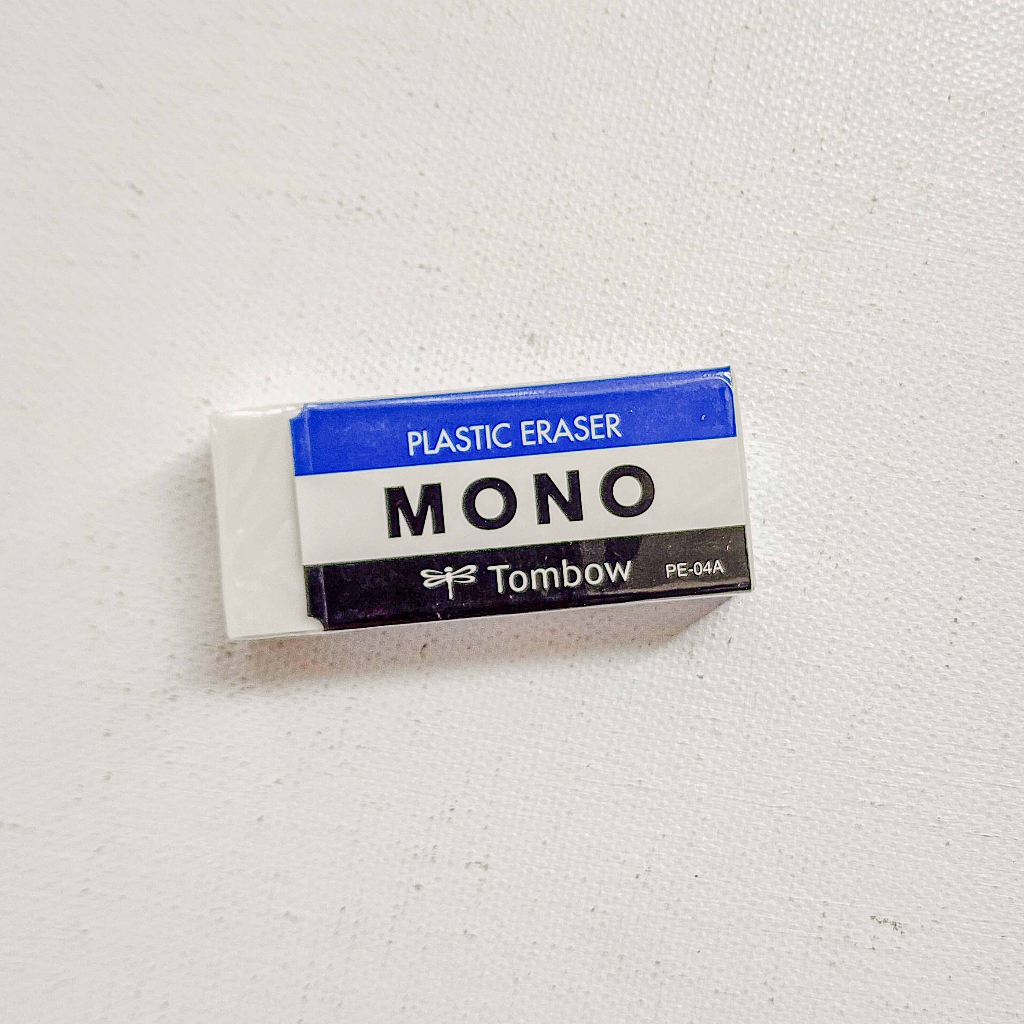 PLASTIC ERASER
MONO
Tombow PE-04A